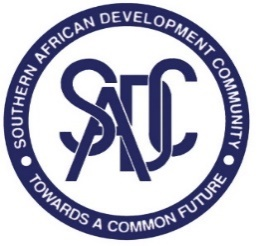 SOUTHERN AFRICAN DEVELOPMENT COMMUNITY
SADC
TOWARDS A COMMON FUTURE